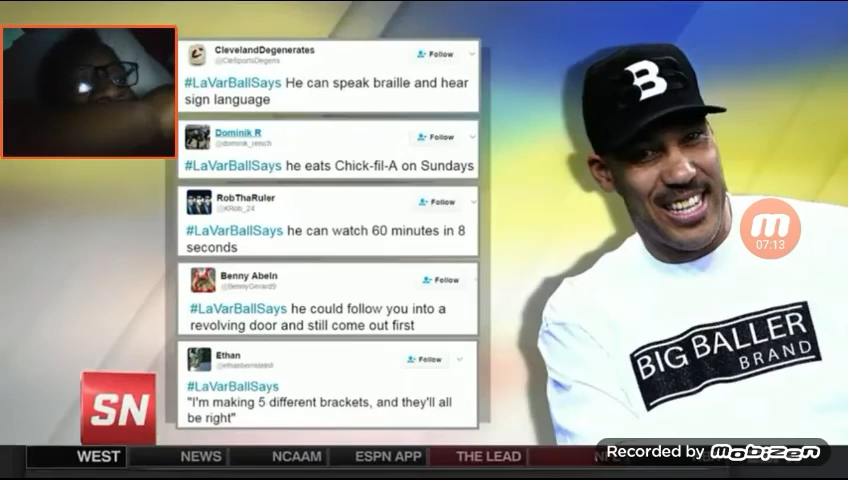 ClevelandDegenerates
@CleSportsDegens
Follow
#LaVarBallSays He can speak braille and hear
sign language
Dominik R
@dominik_resch
Follow
#LaVarBallSays he eats Chick-fil-A on Sundays
RobThaRuler
@KRob_24
Follow
#LaVarBallSays he can watch 60 minutes in 8
seconds
Benny Abeln
@BennyGerard9
Follow
#LaVarBallSays he could follow you into a
revolving door and still come out first
Ethan
Follow
#LaVarBallSays
"I'm making 5 different brackets, and they'll all
be right"
B
07:13
BIG BALLER
BRAND
SN
WEST NEWS NCAAM ESPN APP THE LEAD
Recorded by Mobizen